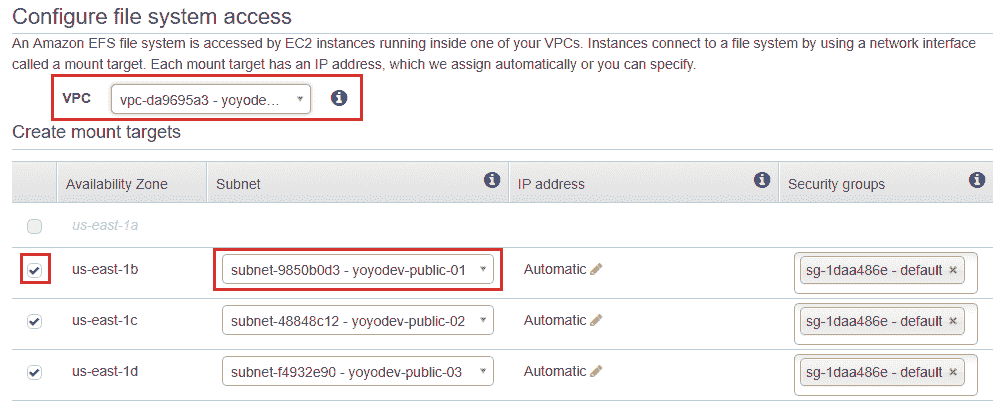 Configure file system access
An Amazon EFS file system is accessed by EC2 instances running inside one of your VPCs. Instances connect to a file system by using a network interface
called a mount target. Each mount target has an IP address, which we assign automatically or you can specify.
VPC vpc-da9695a3 - yoyode...
Create mount targets
Availability Zone Subnet IP address Security groups
us-east-1a
us-east-1b subnet-9850b0d3 - yoyodev-public-01 Automatic sg-1daa486e - default ×
us-east-1c subnet-48848c12 - yoyodev-public-02 Automatic sg-1daa486e - default ×
us-east-1d subnet-f4932e90 - yoyodev-public-03 Automatic sg-1daa486e - default ×